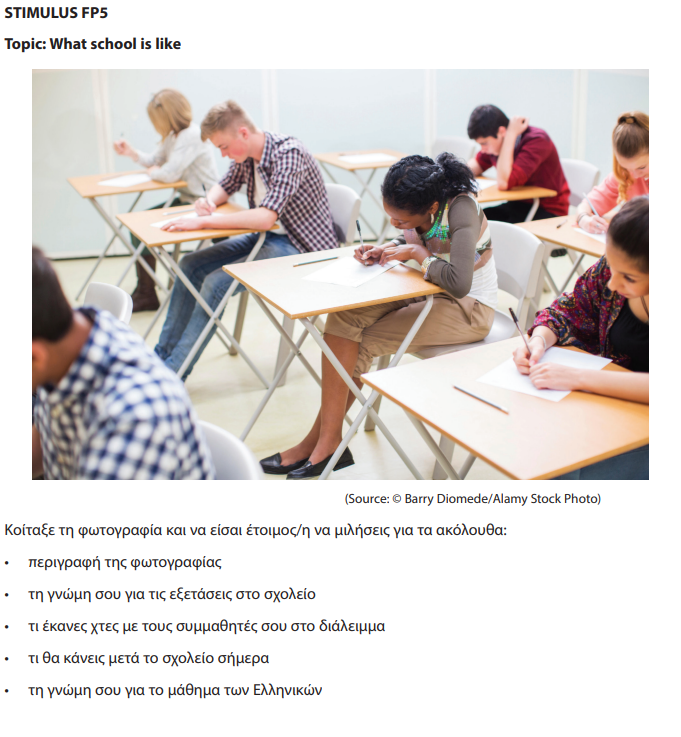 STIMULUS FP5
Topic: What school is like
(Source: © Barry Diomede/Alamy Stock Photo)
Κοίταξε τη φωτογραφία και να είσαι έτοιμος/η να μιλήσεις για τα ακόλουθα:
• περιγραφή της φωτογραφίας
• τη γνώμη σου για τις εξετάσεις στο σχολείο
• τι έκανες χτες με τους συμμαθητές σου στο διάλειμμα
• τι θα κάνεις μετά το σχολείο σήμερα
• τη γνώμη σου για το μάθημα των Ελληνικών